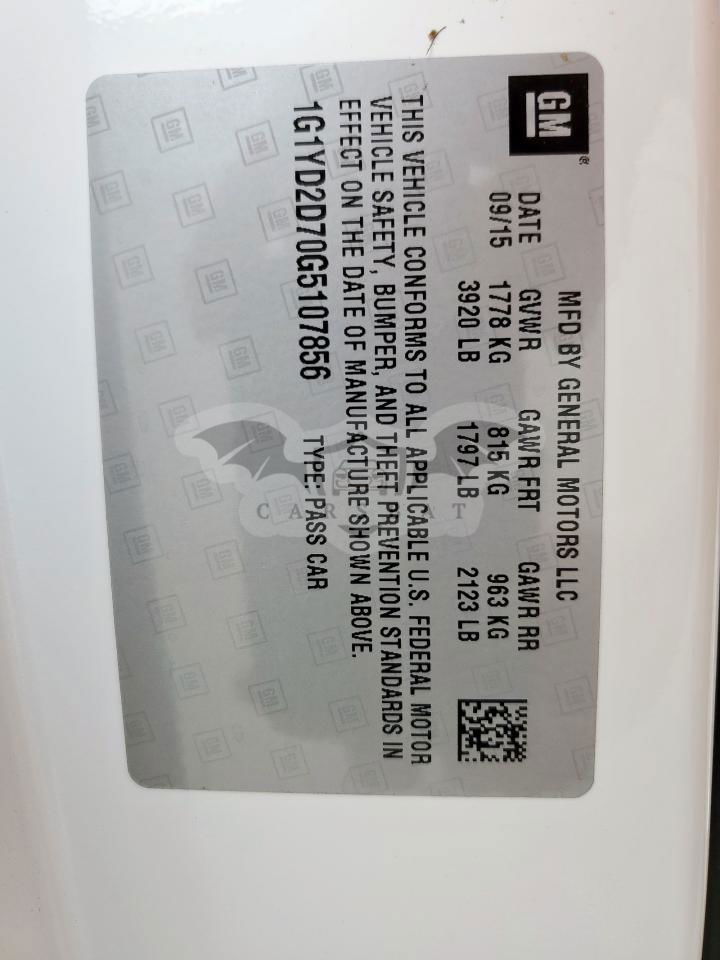 GM
MFD BY GENERAL MOTORS LLC
DATE GVWR GAWR FRT GAWR RR
09/15 1778 KG 815 KG 963 KG
3920 LB 1797 LB 2123 LB
THIS VEHICLE CONFORMS TO ALL APPLICABLE U.S. FEDERAL MOTOR
VEHICLE SAFETY, BUMPER, AND THEFT PREVENTION STANDARDS IN
EFFECT ON THE DATE OF MANUFACTURE SHOWN ABOVE.
1G1YD2D70G5107856 TYPE: PASS CAR